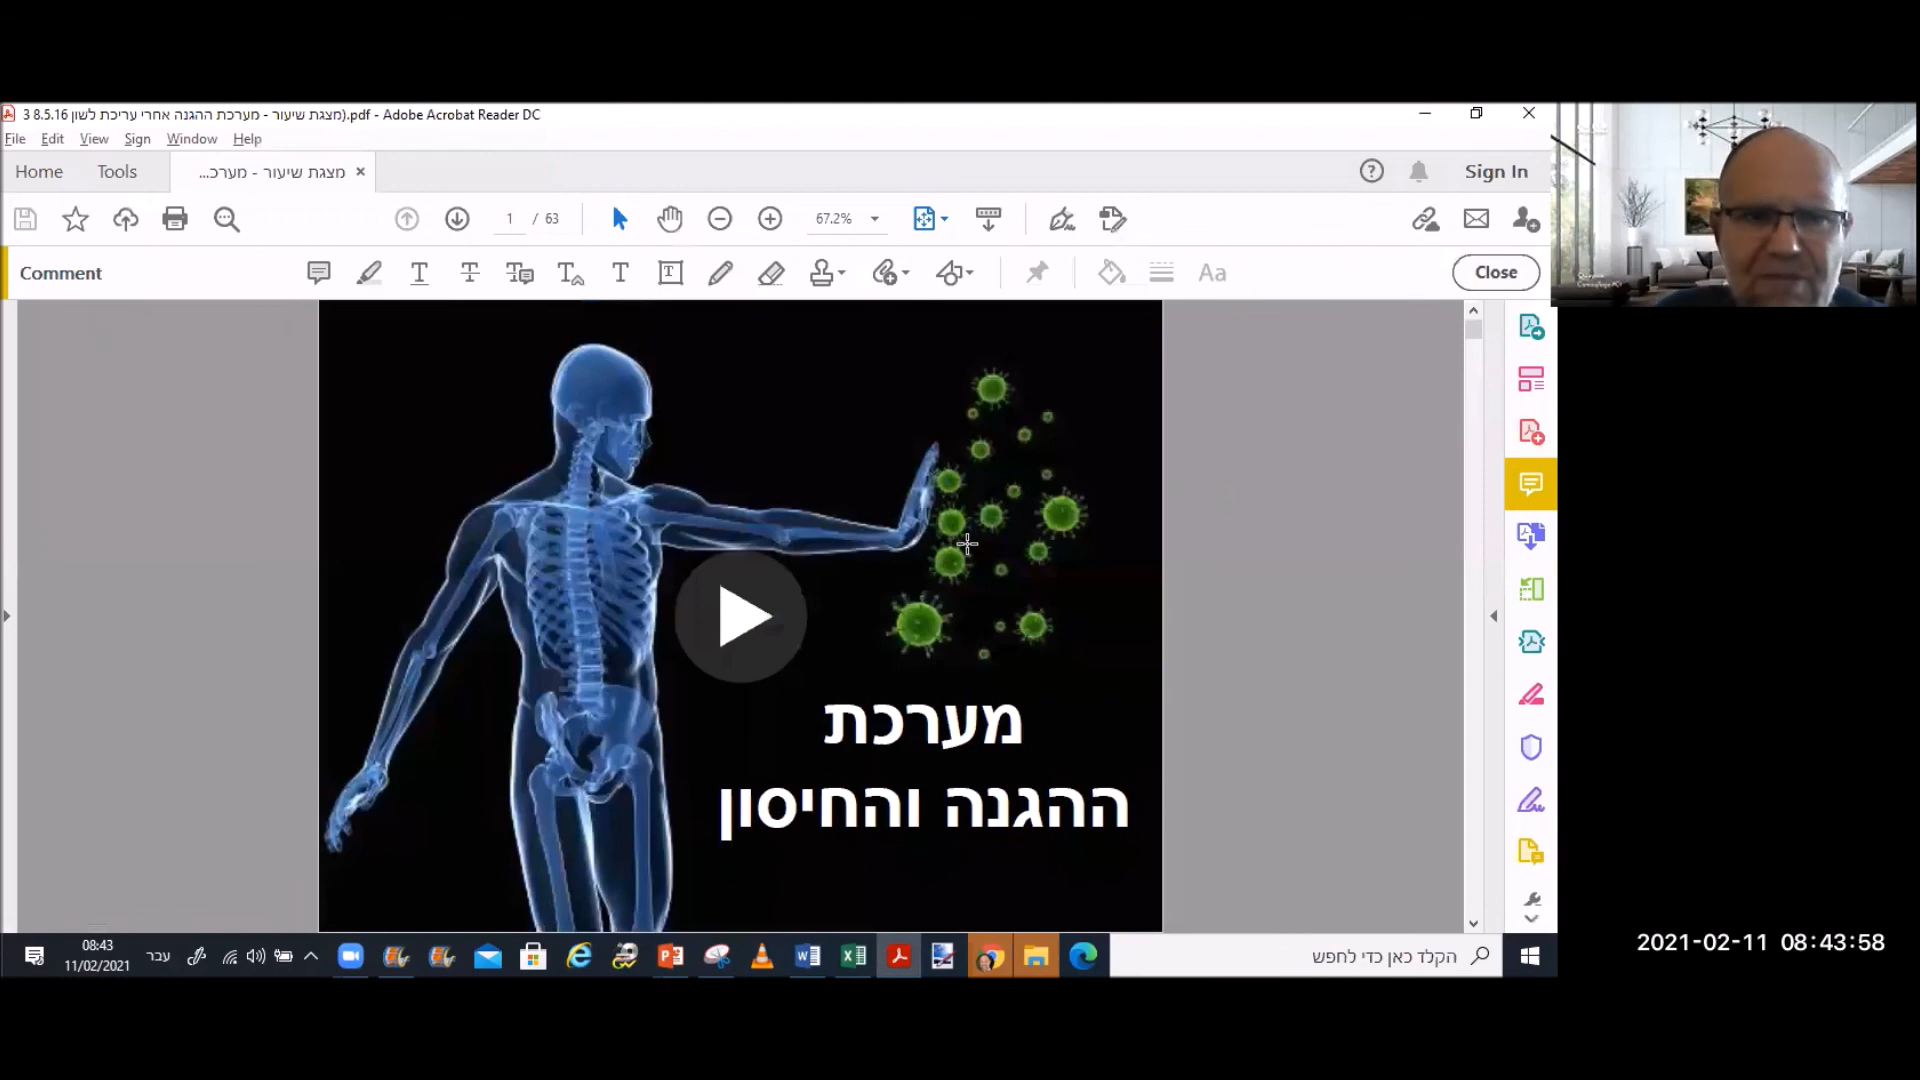 3 8.5.16 מצגת שיעור - מערכת ההגנה אחרי עריכת לשון).pdf - Adobe Acrobat Reader DC
File Edit View Sign Window Help
Home Tools מצגת שיעור - מערכ... × Sign In
1 / 63 67.2%
Comment Aa Close
מערכת
ההגנה והחיסון
2021-02-11 08:43:58
08:43
11/02/2021
עבר
הקלד כאן כדי לחפש